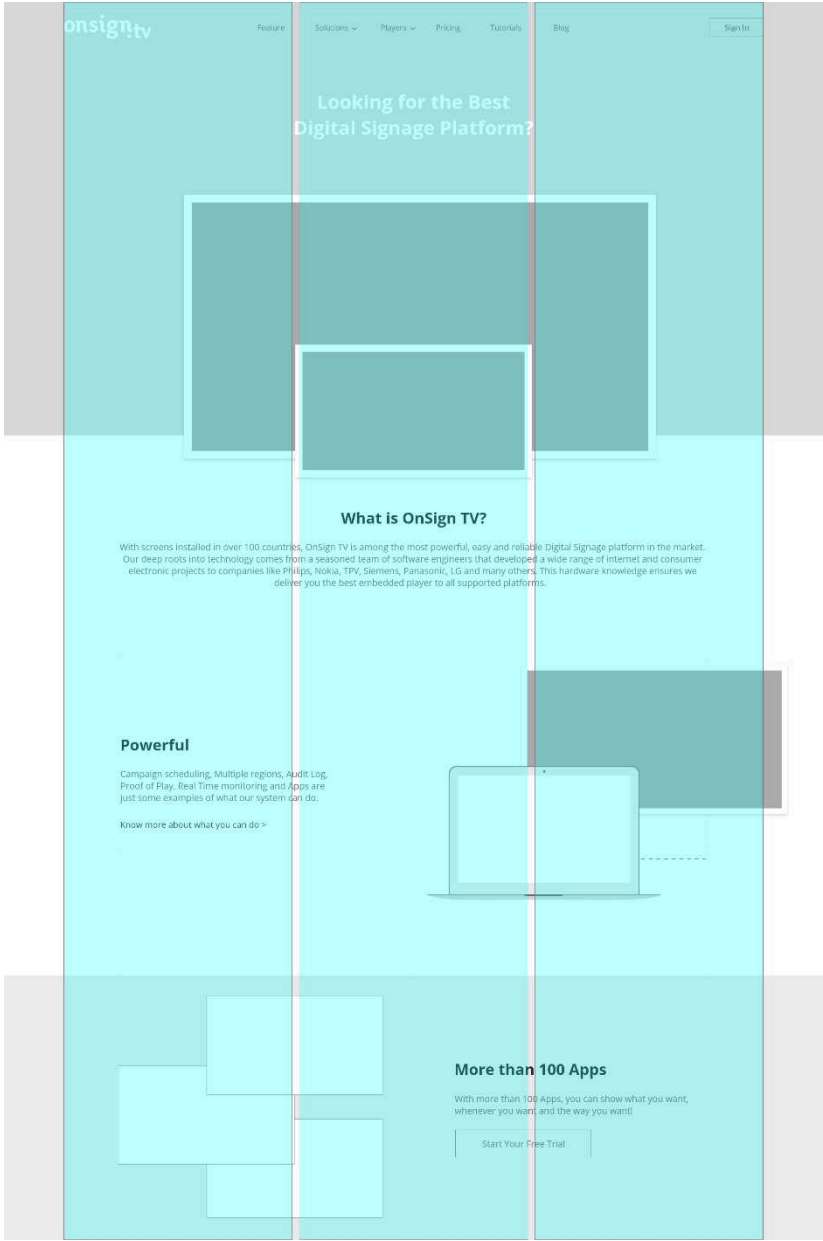 onsign.tv
Feature Solutions Players Pricing Tutorials Blog Sign In
Looking for the Best
Digital Signage Platform?
What is OnSign TV?
With screens installed in over 100 countries, OnSign TV is among the most powerful, easy and reliable Digital Signage platform in the market.
Our deep roots into technology comes from a seasoned team of software engineers that developed a wide range of internet and consumer
electronic projects to companies like Philips, Nokia, TPV, Siemens, Panasonic, LG and many others. This hardware knowledge ensures we
deliver you the best embedded player to all supported platforms.
Powerful
Campaign scheduling, Multiple regions, Audit Log,
Proof of Play, Real Time monitoring and Apps are
just some examples of what our system can do.
Know more about what you can do >
More than 100 Apps
With more than 100 Apps, you can show what you want,
whenever you want and the way you want!
Start Your Free Trial